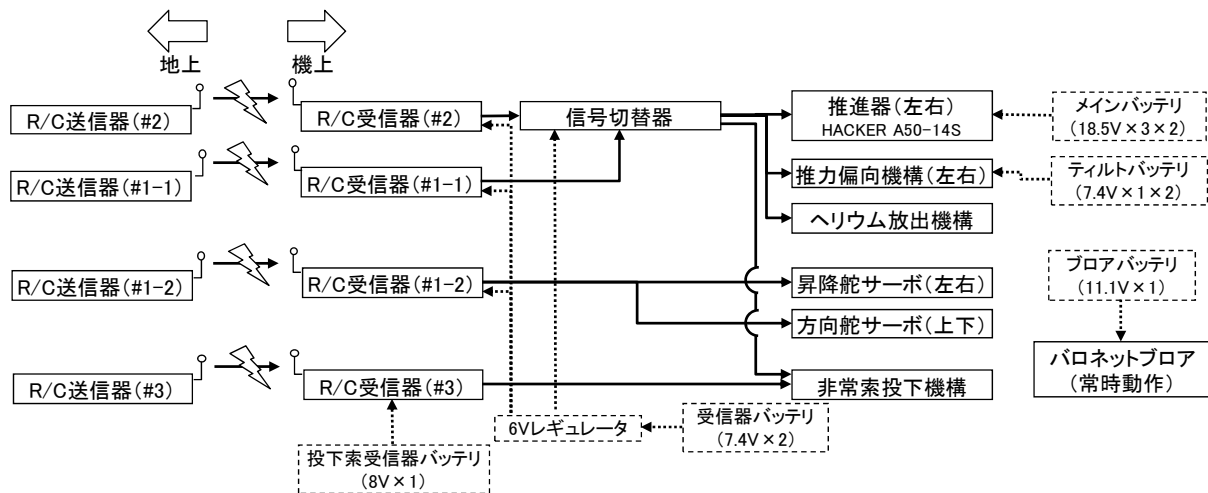 地上
機上
R/C送信器(#2)
R/C受信器(#2)
信号切替器
推進器(左右)
HACKER A50-14S
メインバッテリ
(18.5V×3×2)
R/C送信器(#1-1)
R/C受信器(#1-1)
推力偏向機構(左右)
ティルトバッテリ
(7.4V×1×2)
ヘリウム放出機構
R/C送信器(#1-2)
R/C受信器(#1-2)
昇降舵サーボ(左右)
ブロアバッテリ
(11.1V×1)
方向舵サーボ(上下)
バロネットブロア
(常時動作)
R/C送信器(#3)
R/C受信器(#3)
非常索投下機構
6Vレギュレータ
受信器バッテリ
(7.4V×2)
投下索受信器バッテリ
(8V×1)